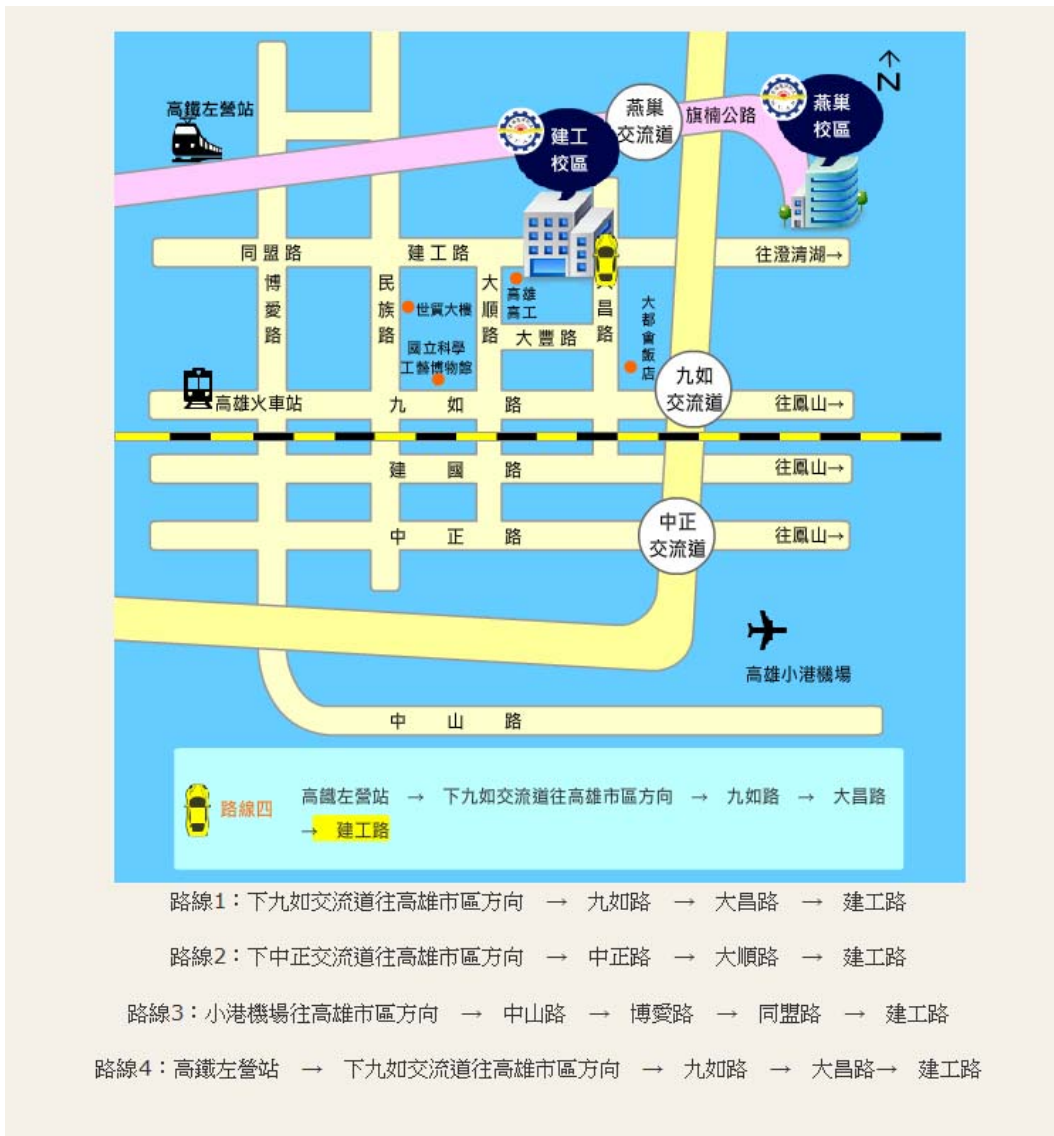 高鐵左營站
N
燕巢
交流道
旗楠公路
燕巢
校區
建工
校區
同盟路
建工路
往澄清湖→
博愛路
民族路
世貿大樓
大順路
高雄
高工
大豐路
昌路
大都會飯店
國立科學
工藝博物館
九如
交流道
高雄火車站
九如路
往鳳山→
建國路
往鳳山→
中正
交流道
中正路
往鳳山→
高雄小港機場
中山路
路線四
高鐵左營站 → 下九如交流道往高雄市區方向 → 九如路 → 大昌路
→ 建工路
路線1：下九如交流道往高雄市區方向 → 九如路 → 大昌路 → 建工路
路線2：下中正交流道往高雄市區方向 → 中正路 → 大順路 → 建工路
路線3：小港機場往高雄市區方向 → 中山路 → 博愛路 → 同盟路 → 建工路
路線4：高鐵左營站 → 下九如交流道往高雄市區方向 → 九如路 → 大昌路→ 建工路